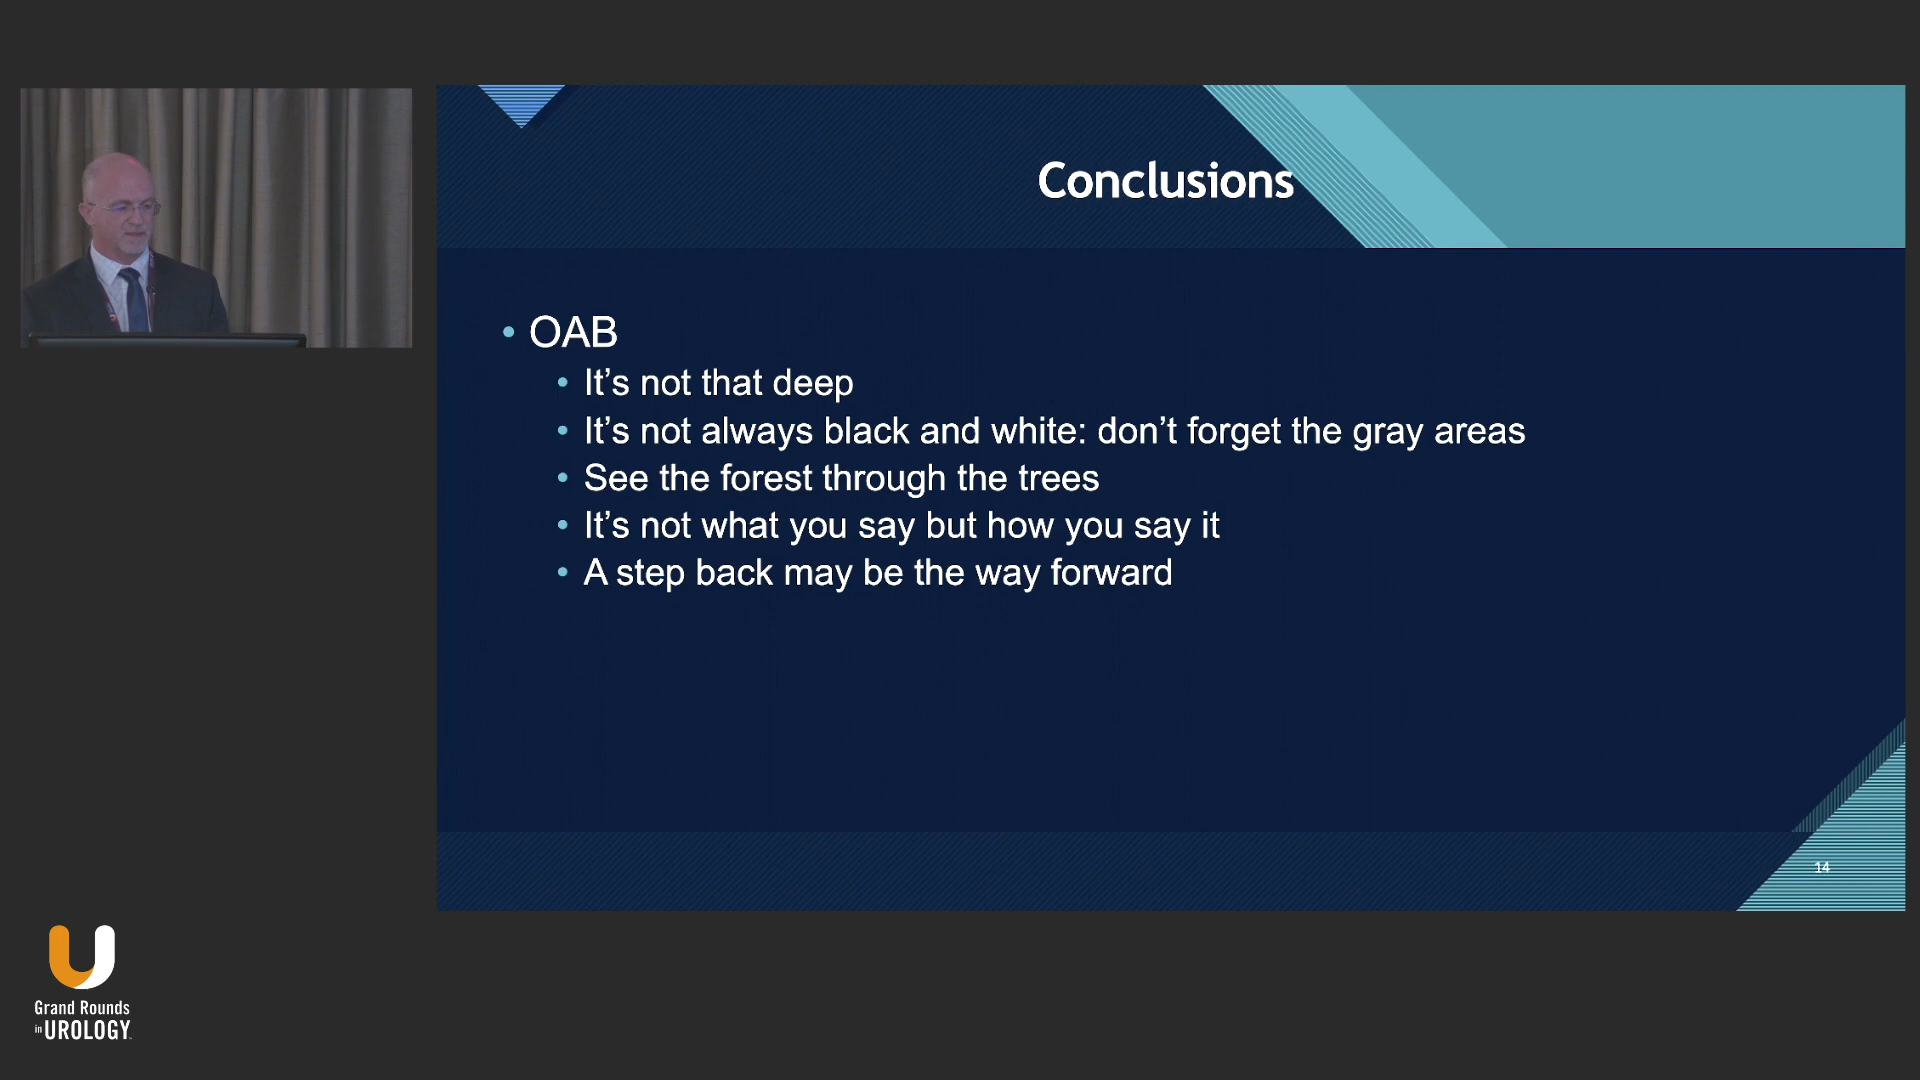 Conclusions
• OAB
• It’s not that deep
• It’s not always black and white: don’t forget the gray areas
• See the forest through the trees
• It’s not what you say but how you say it
• A step back may be the way forward
14
Grand Rounds
in UROLOGY